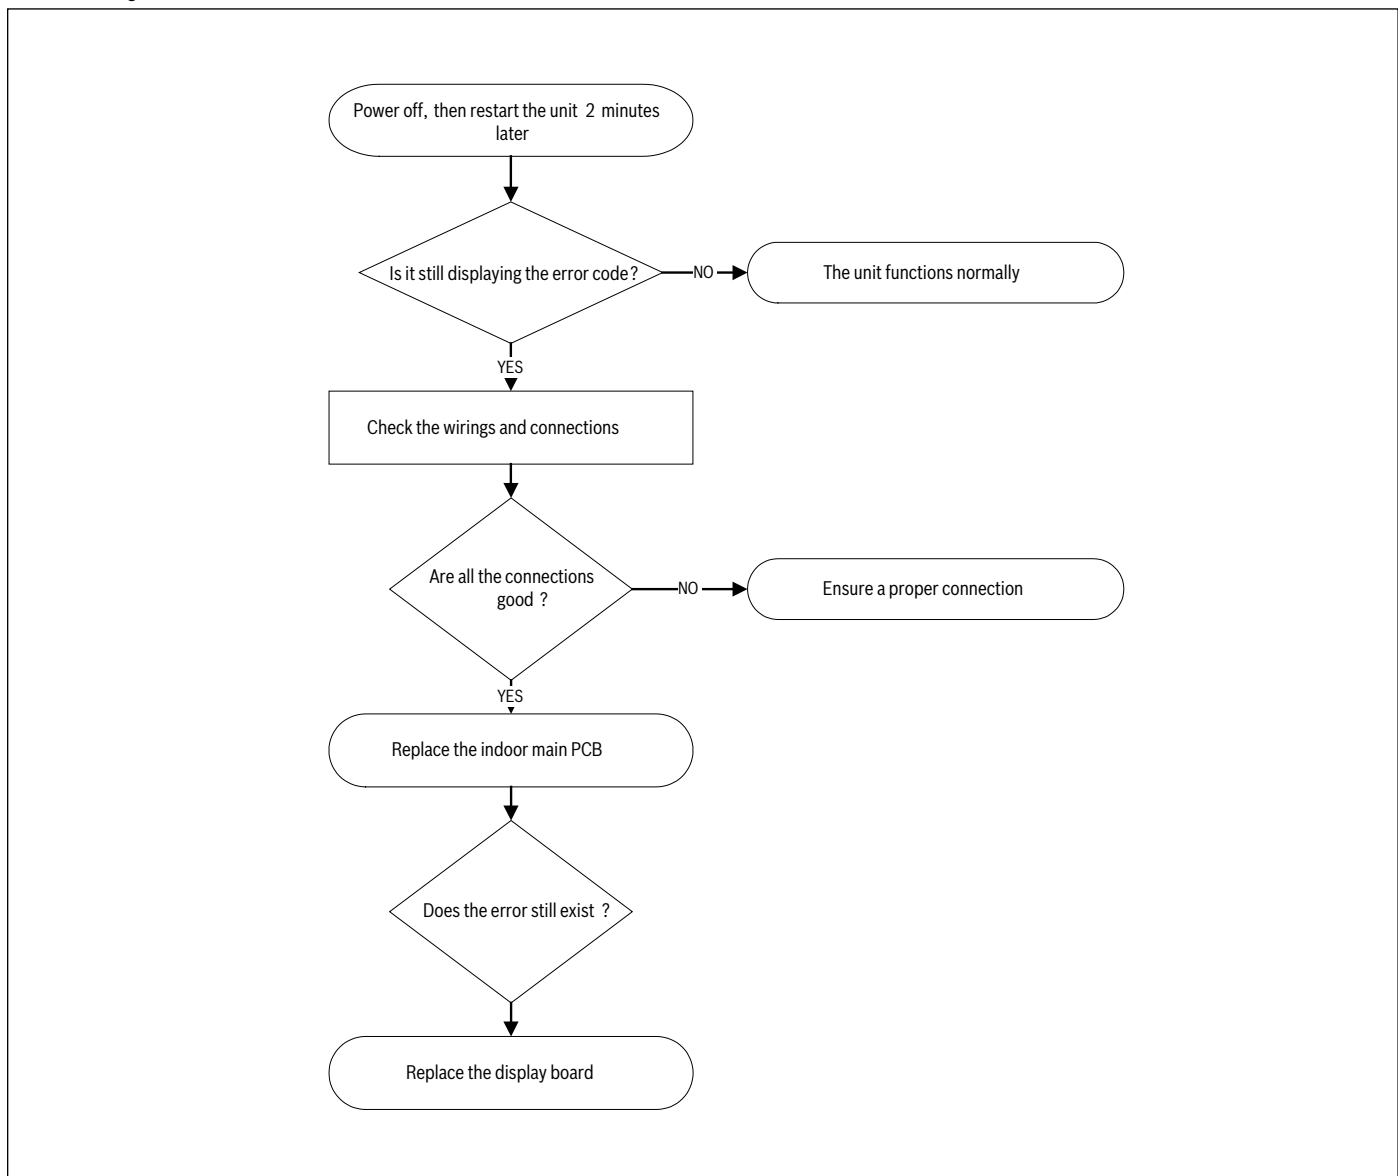 Power off, then restart the unit 2 minutes
later
Is it still displaying the error code?
NO
The unit functions normally
YES
Check the wirings and connections
Are all the connections
good ?
NO
Ensure a proper connection
YES
Replace the indoor main PCB
Does the error still exist ?
Replace the display board